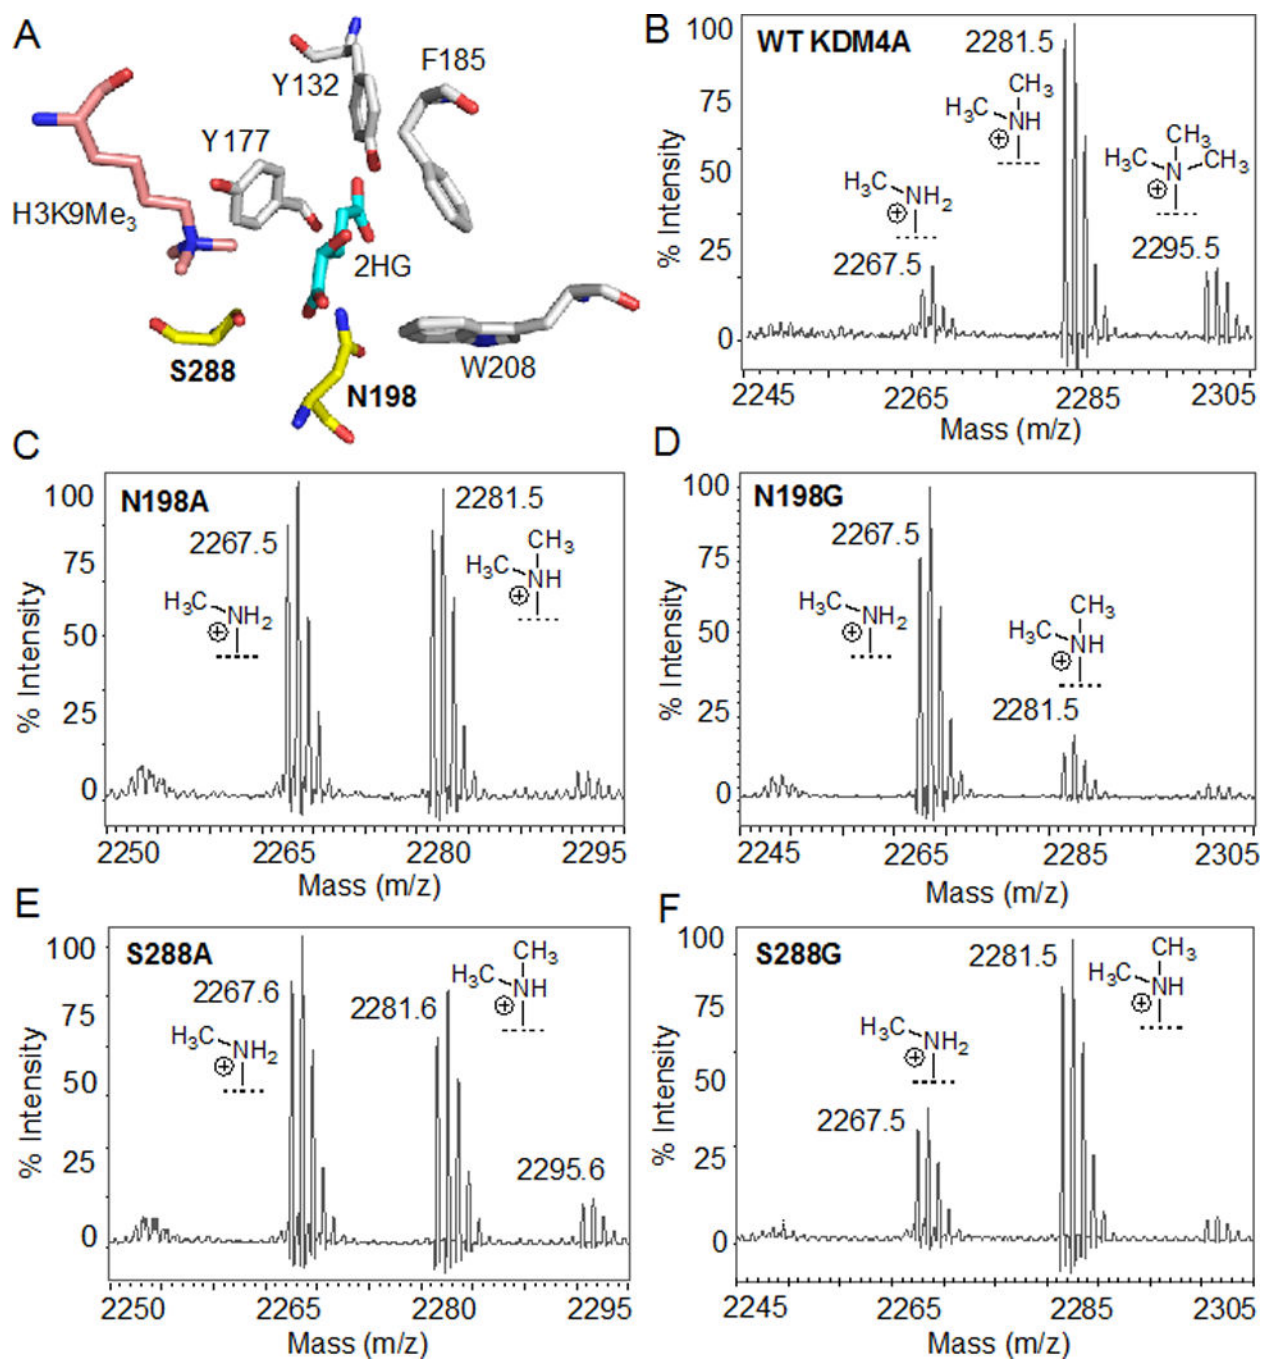 A
Y132
F185
Y177
H3K9Me3
2HG
S288
N198
W208
B
WT KDM4A
100
75
50
25
0
% Intensity
2281.5
CH3
H3C
NH
+
H3C
NH2
+
2267.5
CH3
H3C
N
CH3
+
2295.5
2245
2265
2285
2305
Mass (m/z)
C
N198A
100
75
50
25
0
% Intensity
2267.5
H3C
NH2
+
2281.5
CH3
H3C
NH
+
2250
2265
2280
2295
Mass (m/z)
D
N198G
100
75
50
25
0
% Intensity
2267.5
H3C
NH2
+
CH3
H3C
NH
+
2281.5
2245
2265
2285
2305
Mass (m/z)
E
S288A
100
75
50
25
0
% Intensity
2267.6
H3C
NH2
+
2281.6
CH3
H3C
NH
+
2295.6
2250
2265
2280
2295
Mass (m/z)
F
S288G
100
75
50
25
0
% Intensity
H3C
NH2
+
2267.5
2281.5
CH3
H3C
NH
+
2245
2265
2285
2305
Mass (m/z)